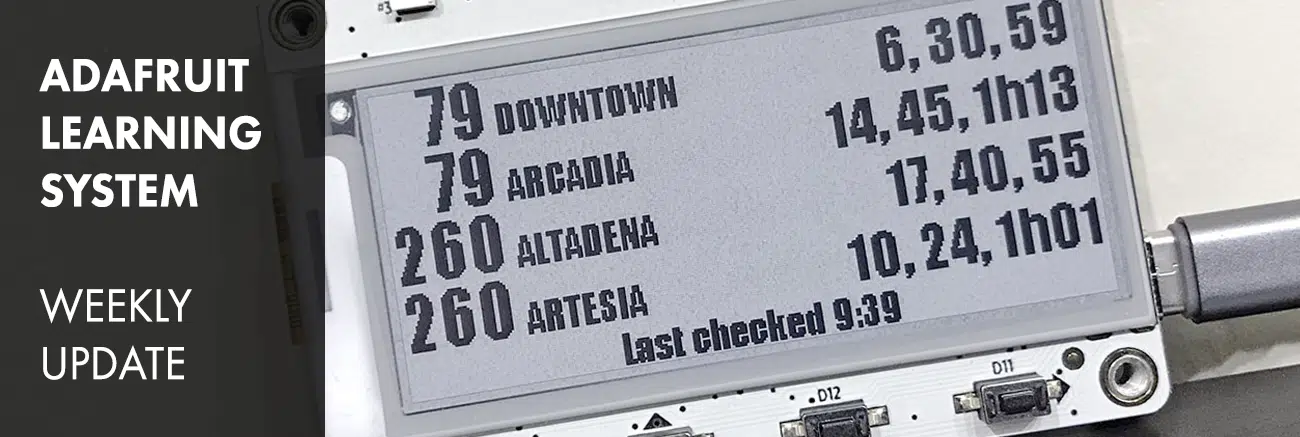 ADAFRUIT
LEARNING
SYSTEM
WEEKLY
UPDATE
#3
79 DOWNTOWN 6,30,59
79 ARCADIA 14,45,1h13
260 ALTADENA 17,40,55
260 ARTESIA 10,24,1h01
Last checked 9:39
D12
D11